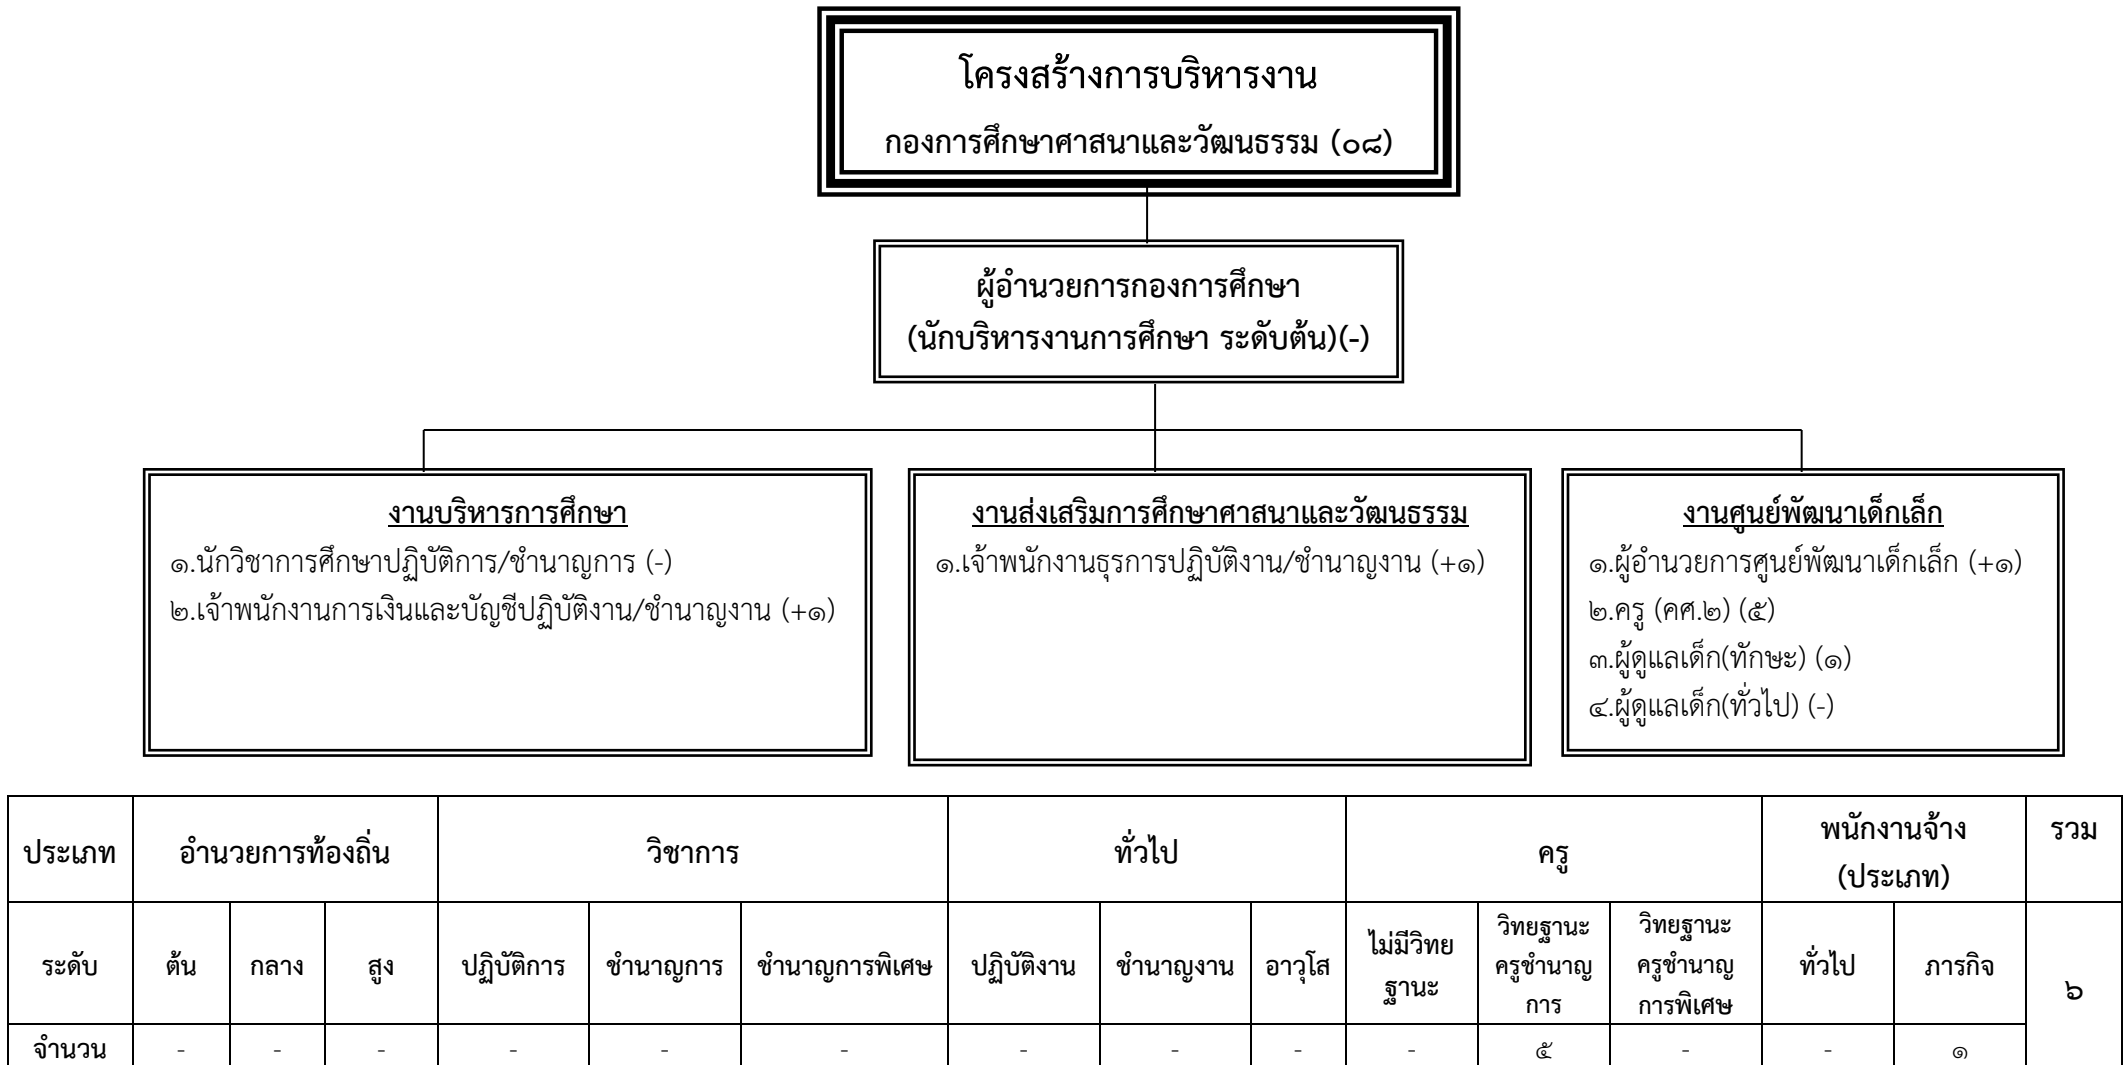 โครงสร้างการบริหารงาน
กองการศึกษาศาสนาและวัฒนธรรม (๐๘)
ผู้อำนวยการกองการศึกษา
(นักบริหารงานการศึกษา ระดับต้น)(-)
งานบริหารการศึกษา
๑.นักวิชาการศึกษาปฏิบัติการ/ชำนาญการ (-)
๒.เจ้าพนักงานการเงินและบัญชีปฏิบัติงาน/ชำนาญงาน (+๑)
งานส่งเสริมการศึกษาศาสนาและวัฒนธรรม
๑.เจ้าพนักงานธุรการปฏิบัติงาน/ชำนาญงาน (+๑)
งานศูนย์พัฒนาเด็กเล็ก
๑.ผู้อำนวยการศูนย์พัฒนาเด็กเล็ก (+๑)
๒.ครู (คศ.๒) (๕)
๓.ผู้ดูแลเด็ก(ทักษะ) (๑)
๔.ผู้ดูแลเด็ก(ทั่วไป) (-)
ประเภท อำนวยการท้องถิ่น วิชาการ ทั่วไป ครู พนักงานจ้าง (ประเภท) รวม
ระดับ ต้น กลาง สูง ปฏิบัติการ ชำนาญการ ชำนาญการพิเศษ ปฏิบัติงาน ชำนาญงาน อาวุโส ไม่มีวิทยฐานะ วิทยฐานะครูชำนาญการ วิทยฐานะครูชำนาญการพิเศษ ทั่วไป ภารกิจ ๖
จำนวน - - - - - - - - - - ๕ - - ๑